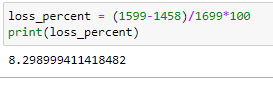 loss_percent = (1599-1458)/1699*100
print(loss_percent)
8.298999411418482